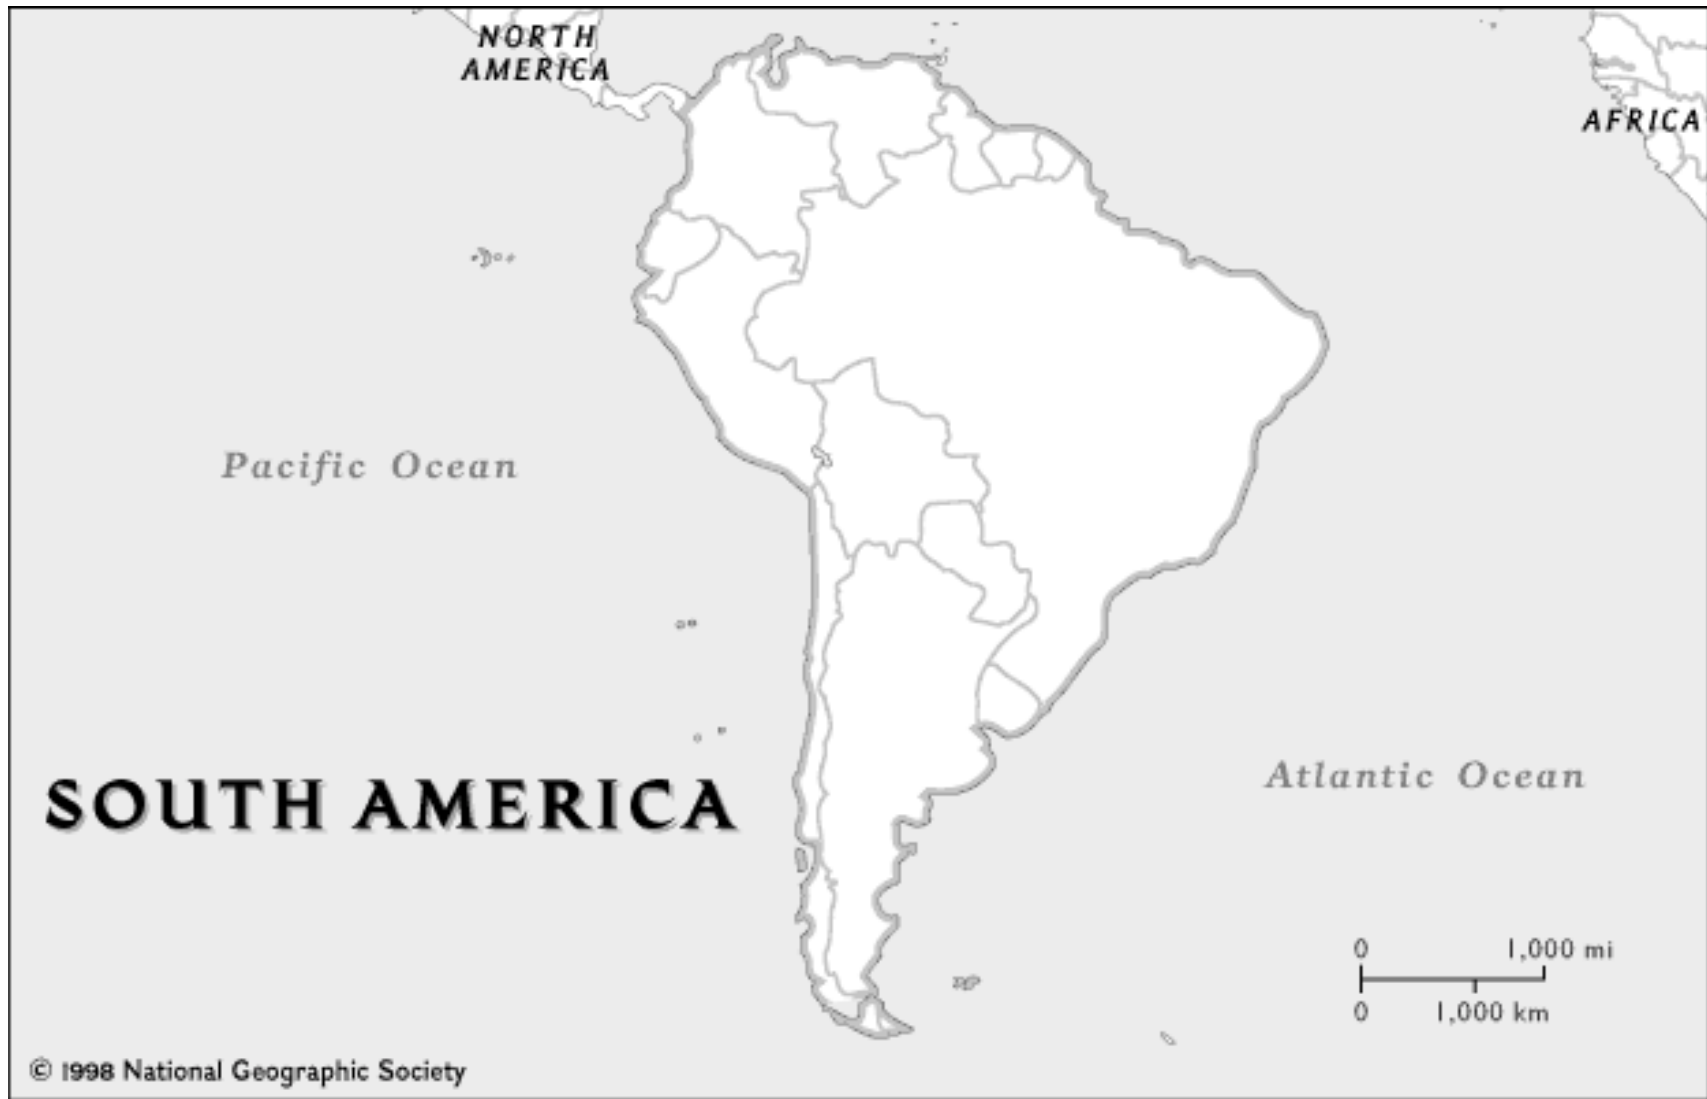 NORTH
AMERICA
AFRICA
Pacific Ocean
SOUTH AMERICA
Atlantic Ocean
0 1,000 mi
0 1,000 km
© 1998 National Geographic Society